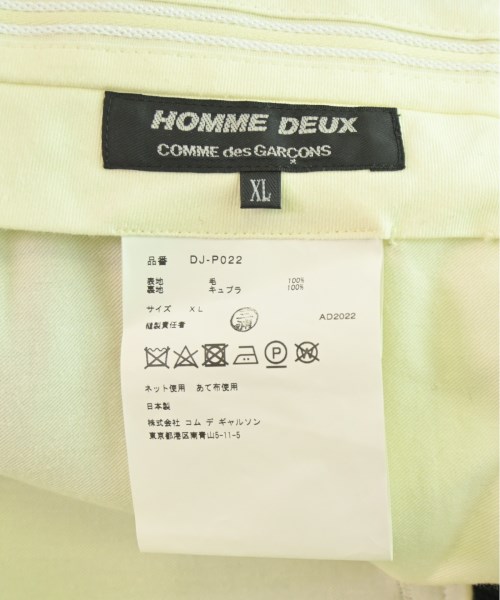 HOMME DEUX
COMME des GARÇONS
XL
品番 DJ-P022
表地 毛 100%
裏地 キュプラ 100%
サイズ XL
縫製責任者
AD2022
ネット使用 あて布使用
日本製
株式会社 コム デ ギャルソン
東京都港区南青山5-11-5